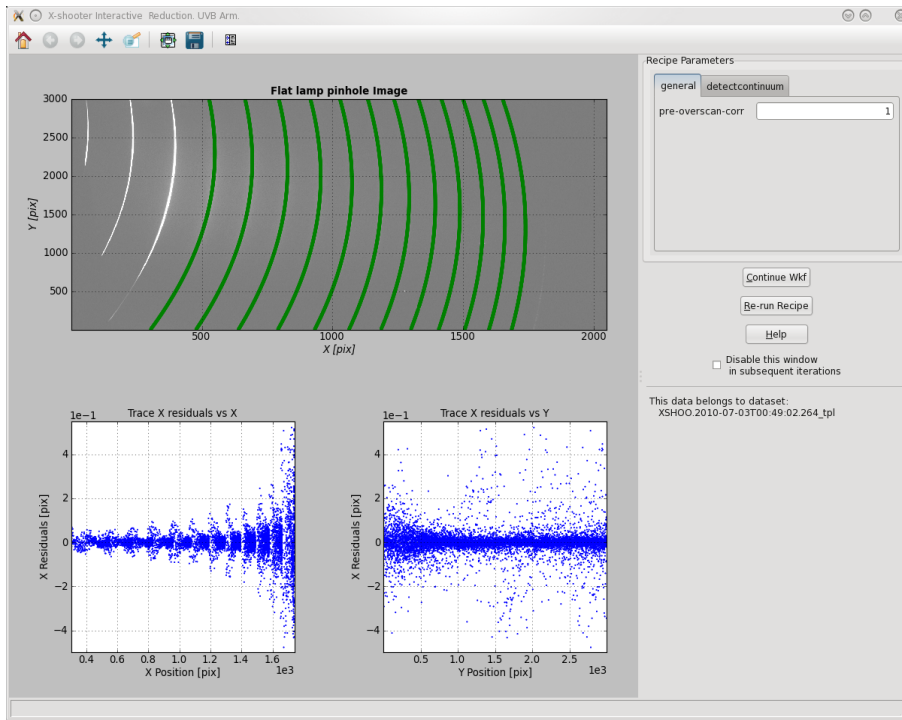 X-shooter Interactive Reduction. UVB Arm.
Recipe Parameters
general detectcontinuum
pre-overscan-corr 1
Flat lamp pinhole Image
3000
2500
2000
1500
1000
500
Y [pix]
500 1000 1500 2000
X [pix]
Continue Wkf
Re-run Recipe
Help
Disable this window
in subsequent iterations
This data belongs to dataset:
XSHOO.2010-07-03T00:49:02.264_tpl
1e−1 Trace X residuals vs X
4
2
0
−2
−4
X Residuals [pix]
0.4 0.6 0.8 1.0 1.2 1.4 1.6
1e3
X Position [pix]
1e−1 Trace X residuals vs Y
4
2
0
−2
−4
X Residuals [pix]
0.5 1.0 1.5 2.0 2.5
1e3
Y Position [pix]